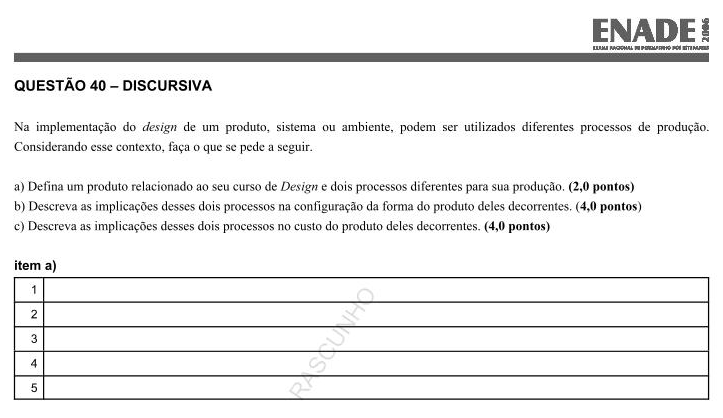 ENADE 2006
EXAME NACIONAL DE DESEMPENHO DOS ESTUDANTES
QUESTÃO 40 – DISCURSIVA
Na implementação do design de um produto, sistema ou ambiente, podem ser utilizados diferentes processos de produção.
Considerando esse contexto, faça o que se pede a seguir.
a) Defina um produto relacionado ao seu curso de Design e dois processos diferentes para sua produção. (2,0 pontos)
b) Descreva as implicações desses dois processos na configuração da forma do produto deles decorrentes. (4,0 pontos)
c) Descreva as implicações desses dois processos no custo do produto deles decorrentes. (4,0 pontos)
item a)
1
2
3
4
5
RASCUNHO